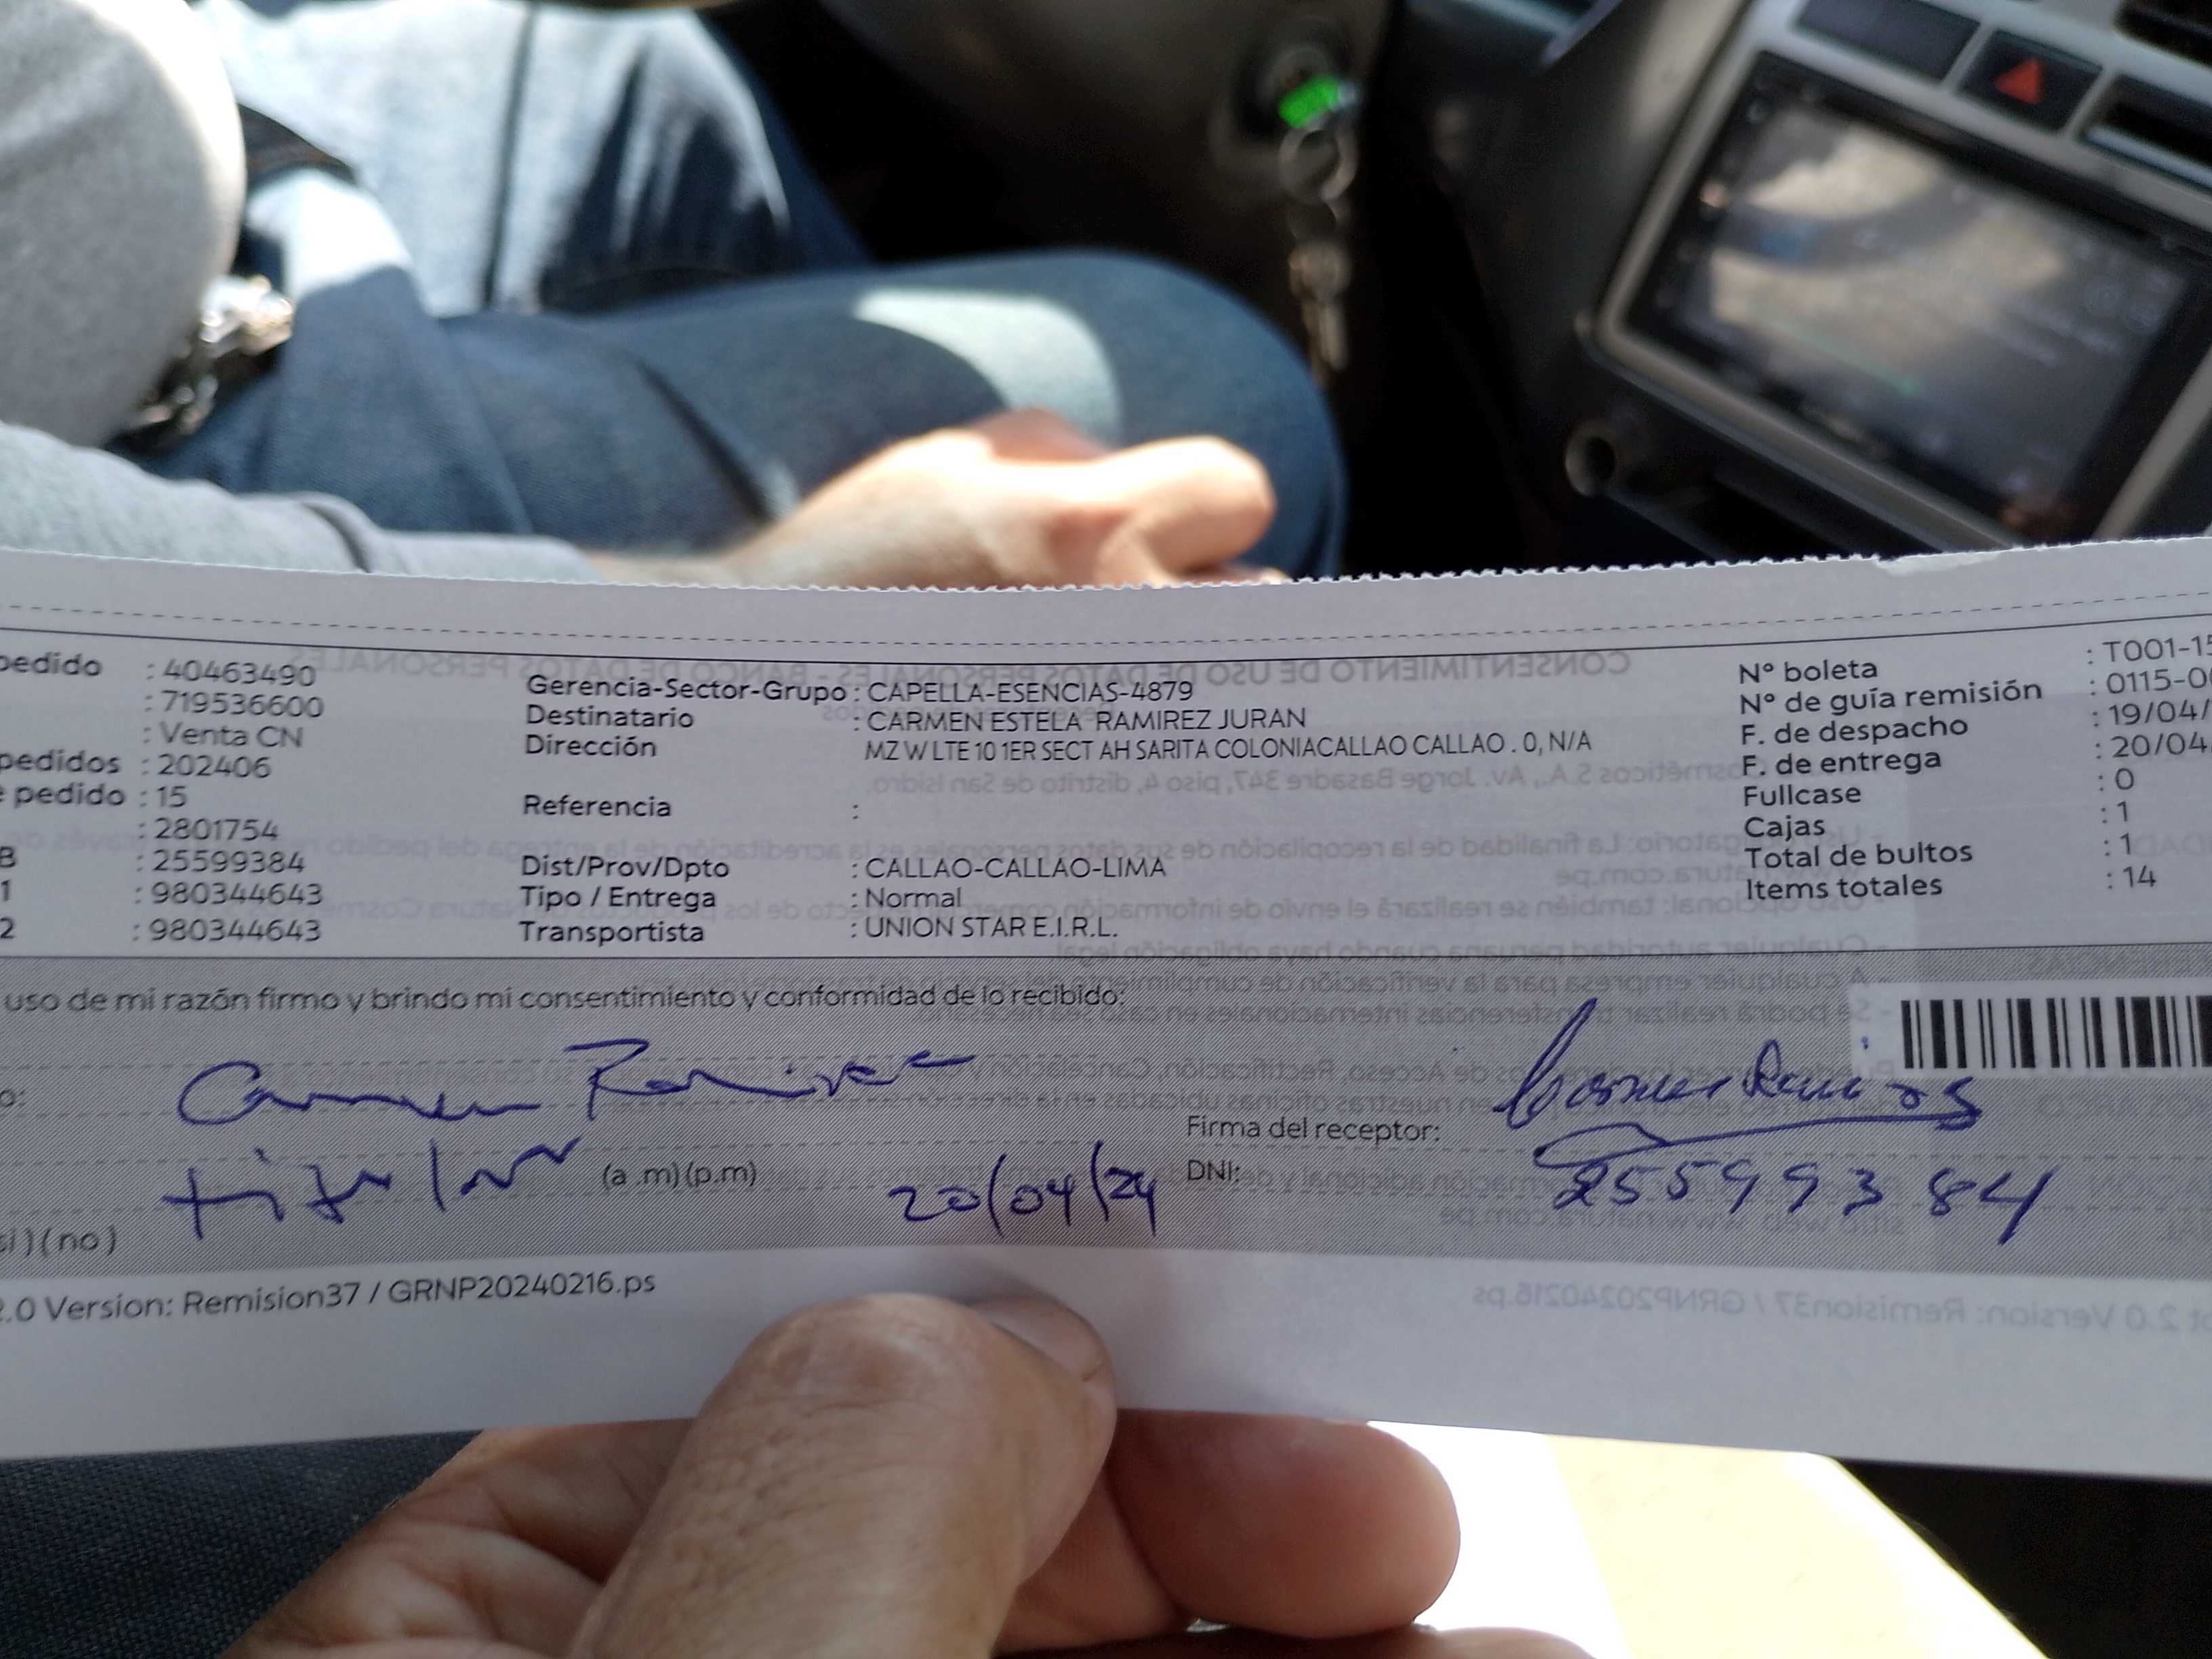 pedido : 40463490
: 719536600
: Venta CN
pedidos : 202406
e pedido : 15
: 2801754
B : 25599384
1 : 980344643
2 : 980344643
Gerencia-Sector-Grupo : CAPELLA-ESENCIAS-4879
Destinatario : CARMEN ESTELA RAMIREZ JURAN
Dirección MZ W LTE 10 1ER SECT AH SARITA COLONIACALLAO CALLAO . 0, N/A
Referencia :
Dist/Prov/Dpto : CALLAO-CALLAO-LIMA
Tipo / Entrega : Normal
Transportista : UNION STAR E.I.R.L.
N° boleta : T001-15
N° de guía remisión : 0115-00
F. de despacho : 19/04/
F. de entrega : 20/04
Fullcase : 0
Cajas : 1
Total de bultos : 1
Items totales : 14
uso de mi razón firmo y brindo mi consentimiento y conformidad de lo recibido:
o: Carmen Ramirez
titular (a.m)(p.m) 20/04/24
si)(no)
Firma del receptor:
DNI: 25599384
2.0 Version: Remision37 / GRNP20240216.ps